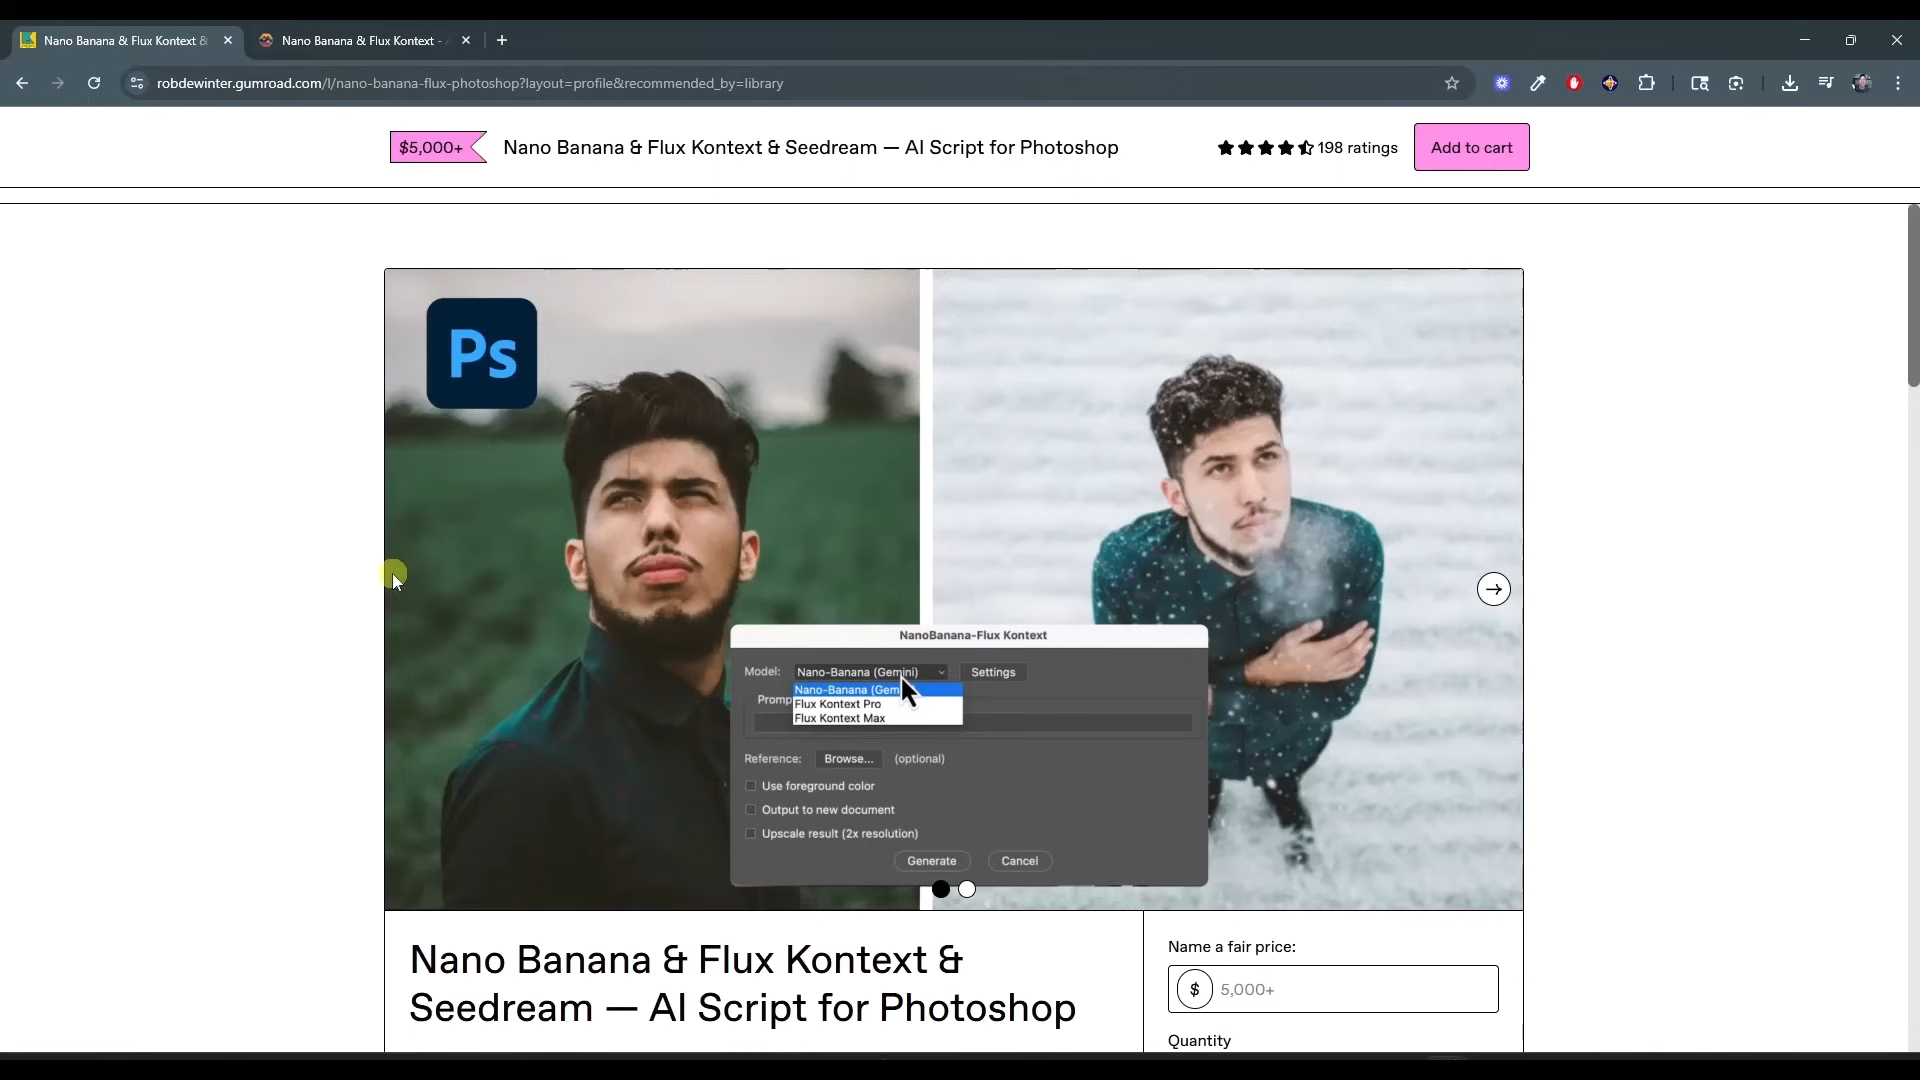 Nano Banana & Flux Kontext &
Nano Banana & Flux Kontext -
robdewinter.gumroad.com/l/nano-banana-flux-photoshop?layout=profile&recommended_by=library
$5,000+
Nano Banana & Flux Kontext & Seedream — AI Script for Photoshop
198 ratings
Add to cart
Ps
NanoBanana-Flux Kontext
Model: Nano-Banana (Gemini) Settings
Nano-Banana (Gem
Promp
Flux Kontext Pro
Flux Kontext Max
Reference: Browse... (optional)
Use foreground color
Output to new document
Upscale result (2x resolution)
Generate Cancel
Nano Banana & Flux Kontext &
Seedream — AI Script for Photoshop
Name a fair price:
$ 5,000+
Quantity